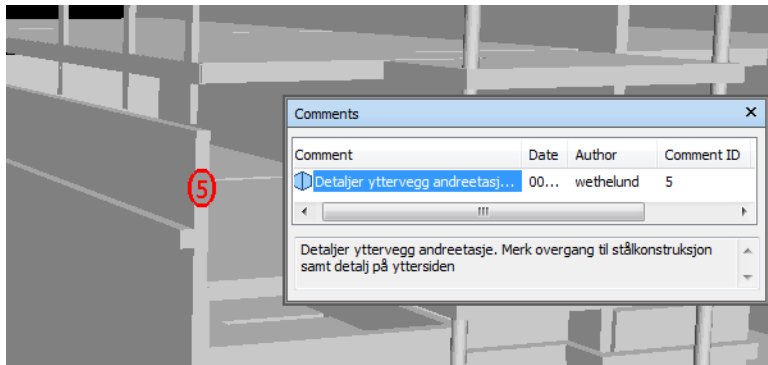 Comments
Comment Date Author Comment ID
Detaljer yttervegg andreetasj... 00... wethelund 5
5
Detaljer yttervegg andreetasje. Merk overgang til stålkonstruksjon
samt detalj på yttersiden